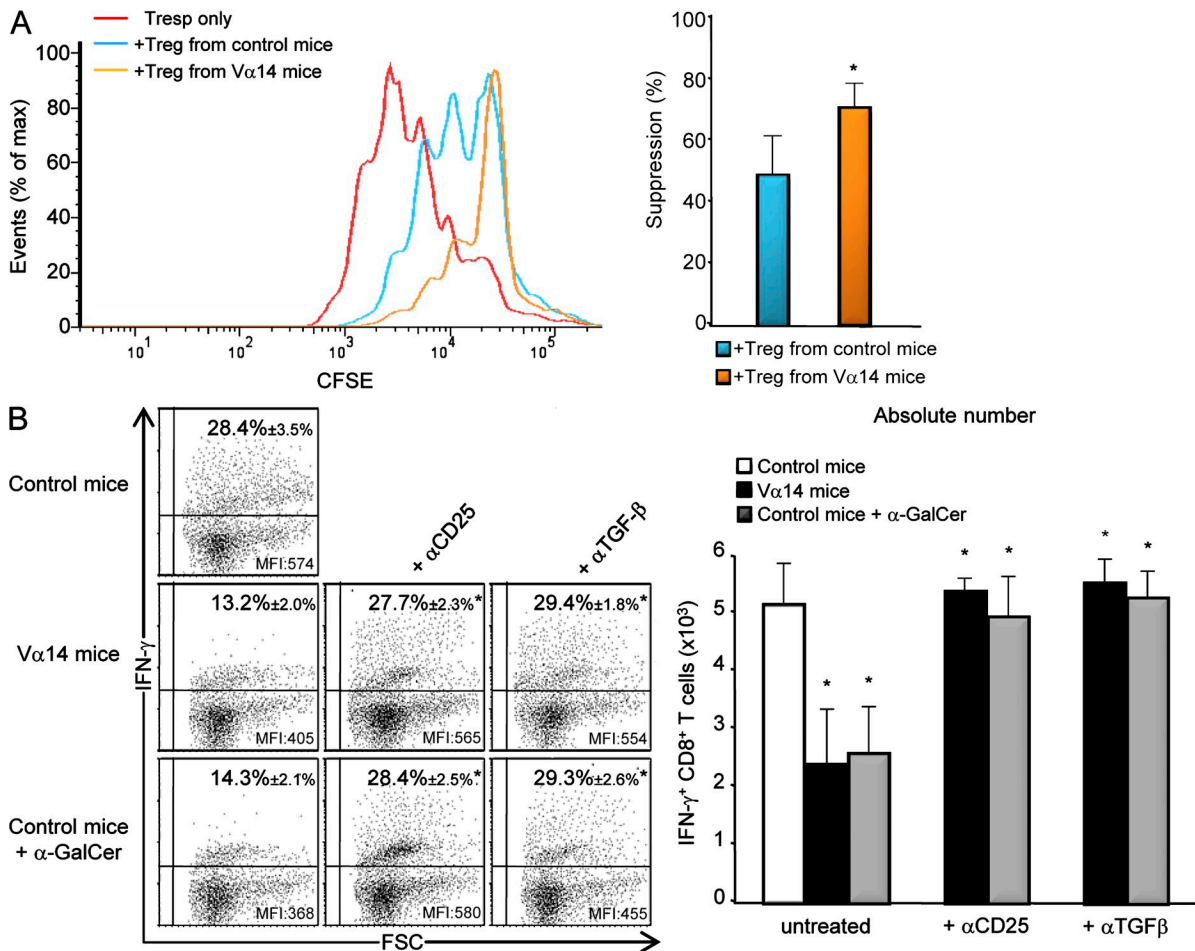 A
Tresp only
+Treg from control mice
+Treg from Vα14 mice
Events (% of max)
100
80
60
40
20
0
10¹
10²
10³
10⁴
10⁵
CFSE
Suppression (%)
100
80
60
40
20
0
*
+Treg from control mice
+Treg from Vα14 mice
B
Control mice
Vα14 mice
Control mice
+ α-GalCer
IFN-γ
FSC
28.4%±3.5%
MFI:574
+ αCD25
+ αTGF-β
13.2%±2.0%
MFI:405
27.7%±2.3%*
MFI:565
29.4%±1.8%*
MFI:554
14.3%±2.1%
MFI:368
28.4%±2.5%*
MFI:580
29.3%±2.6%*
MFI:455
Absolute number
Control mice
Vα14 mice
Control mice + α-GalCer
IFN-γ⁺ CD8⁺ T cells (x10³)
6
5
4
3
2
1
0
* *
* *
* *
untreated
+ αCD25
+ αTGFβ